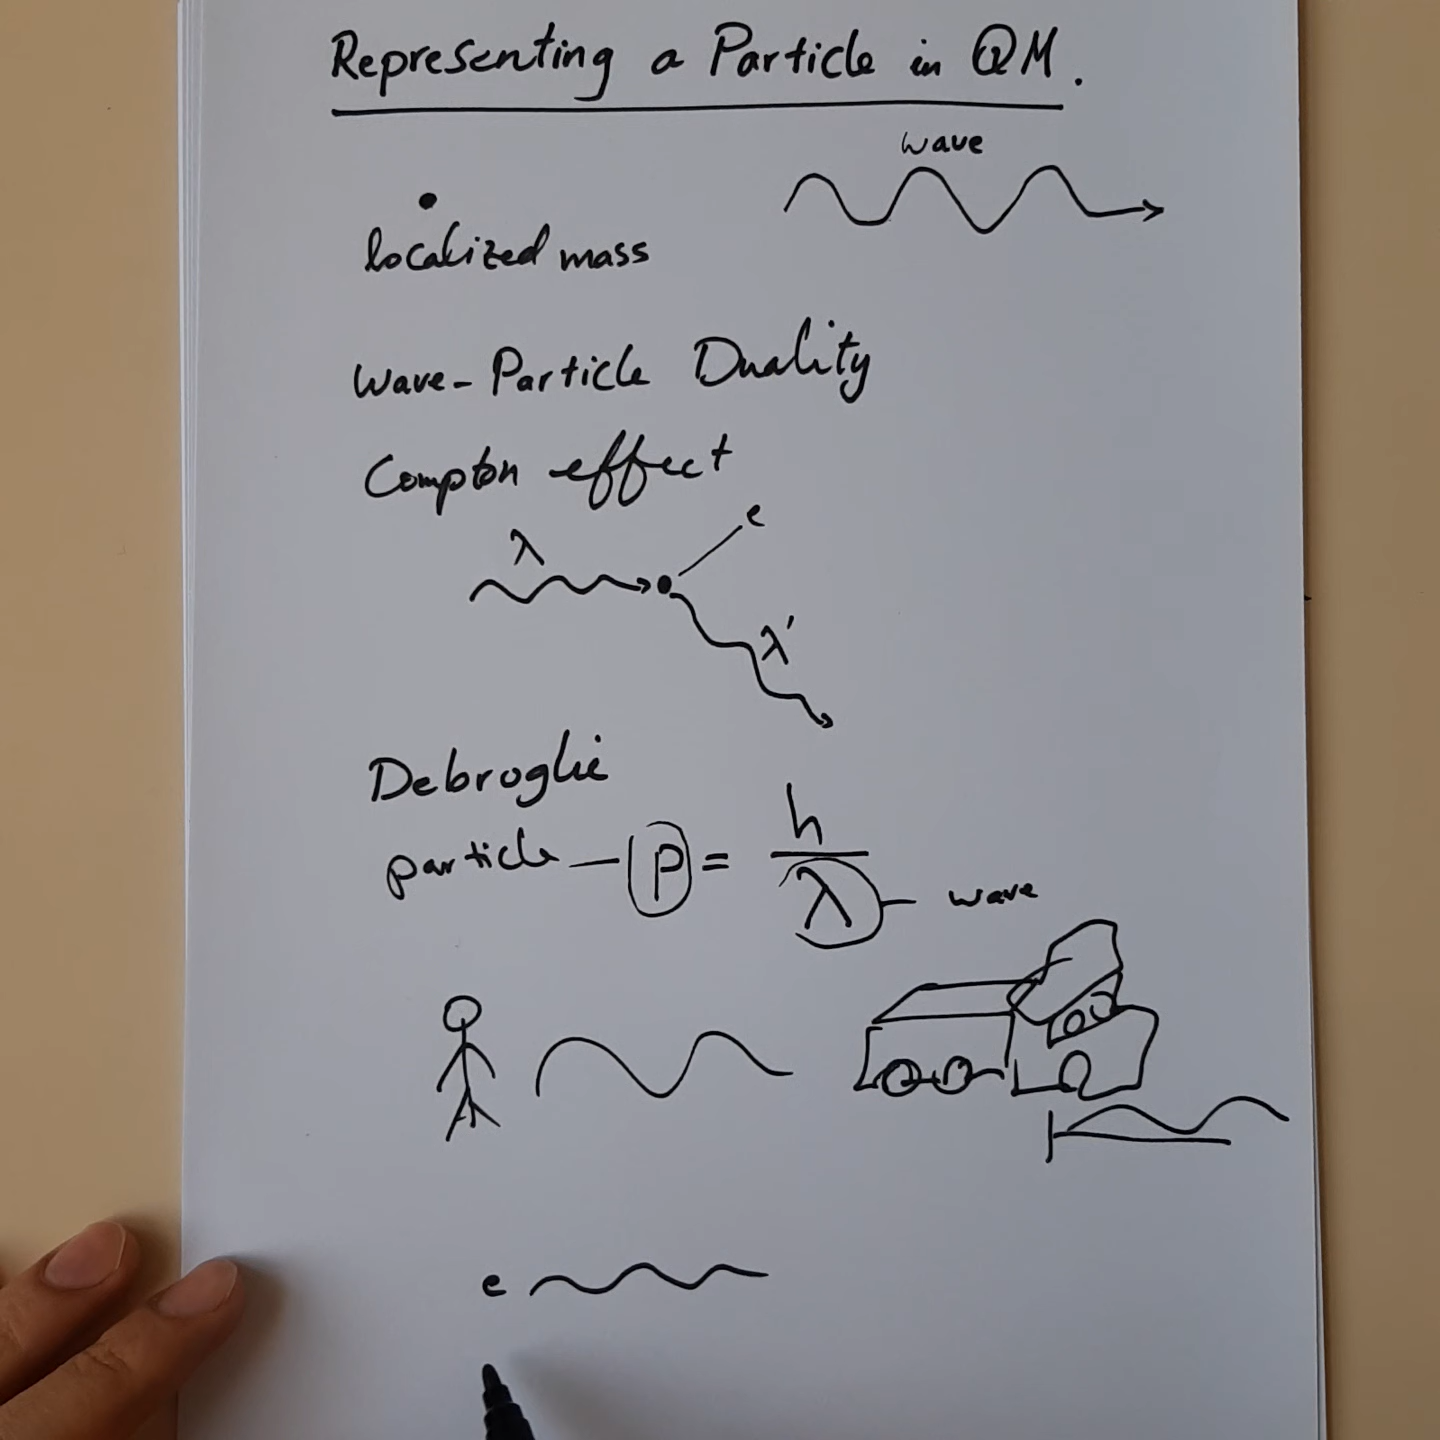 Representing a Particle in QM.
wave
localized mass
Wave-Particle Duality
Compton effect
e
λ
λ'
Debroglie
particle — p = h/λ — wave
e